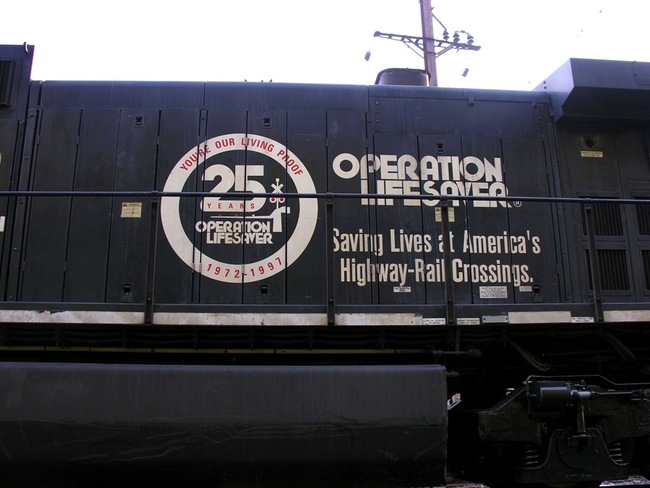 YOU'RE OUR LIVING PROOF
25
YEARS
OPERATION
LIFESAVER
1972-1997
OPERATION
LIFESAVER®
Saving Lives at America's
Highway-Rail Crossings.